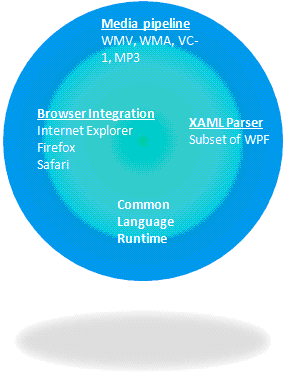 Media pipeline
WMV, WMA, VC-
1, MP3
Browser Integration
Internet Explorer
Firefox
Safari
XAML Parser
Subset of WPF
Common
Language
Runtime